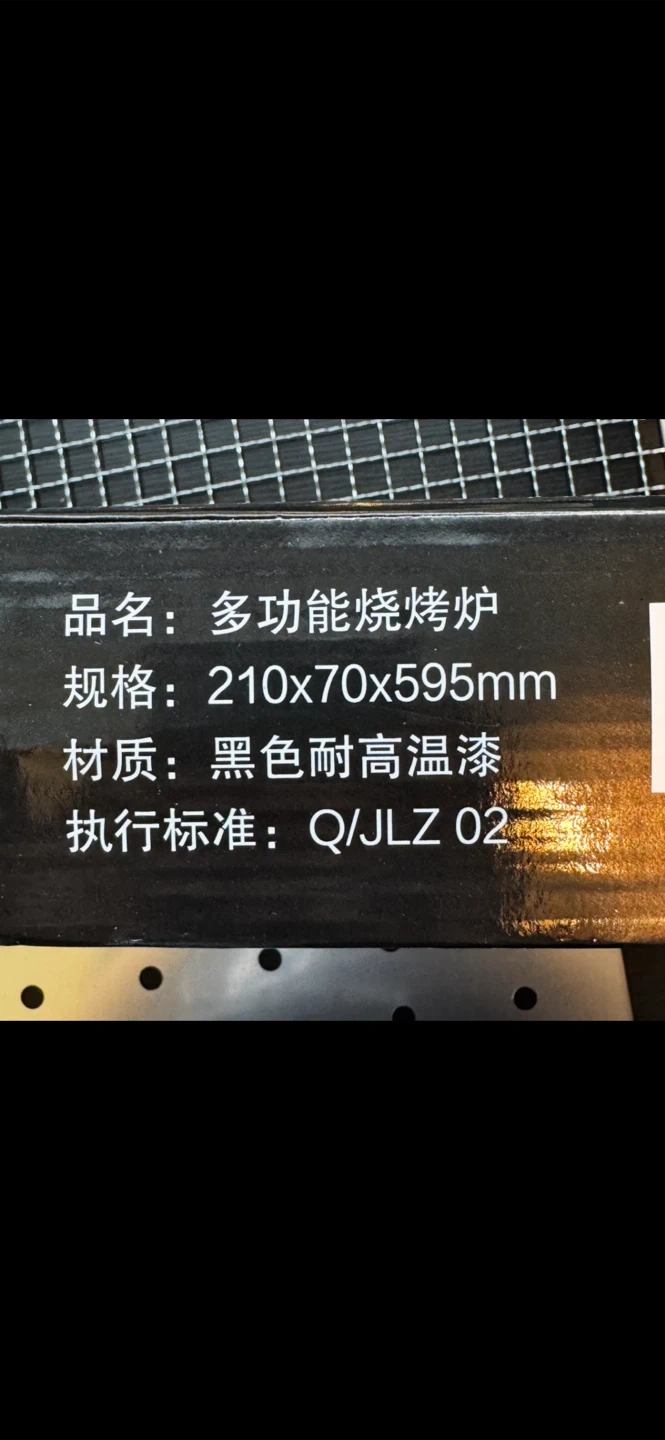 品名：多功能烧烤炉
规格：210x70x595mm
材质：黑色耐高温漆
执行标准：Q/JLZ 02